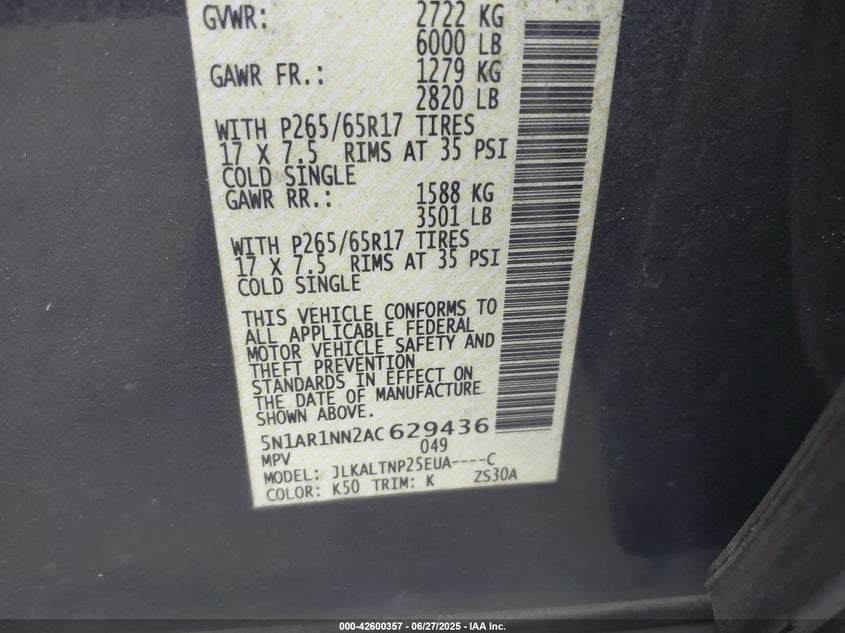 GVWR: 2722 KG
6000 LB
GAWR FR.: 1279 KG
2820 LB
WITH P265/65R17 TIRES
17 X 7.5 RIMS AT 35 PSI
COLD SINGLE
GAWR RR.: 1588 KG
3501 LB
WITH P265/65R17 TIRES
17 X 7.5 RIMS AT 35 PSI
COLD SINGLE
THIS VEHICLE CONFORMS TO
ALL APPLICABLE FEDERAL
MOTOR VEHICLE SAFETY AND
THEFT PREVENTION
STANDARDS IN EFFECT ON
THE DATE OF MANUFACTURE
SHOWN ABOVE.
5N1AR1NN2AC 629436
MPV 049
MODEL: JLKALTNP25EUA----C
COLOR: K50 TRIM: K ZS30A
000-42600357 - 06/27/2025 - IAA Inc.